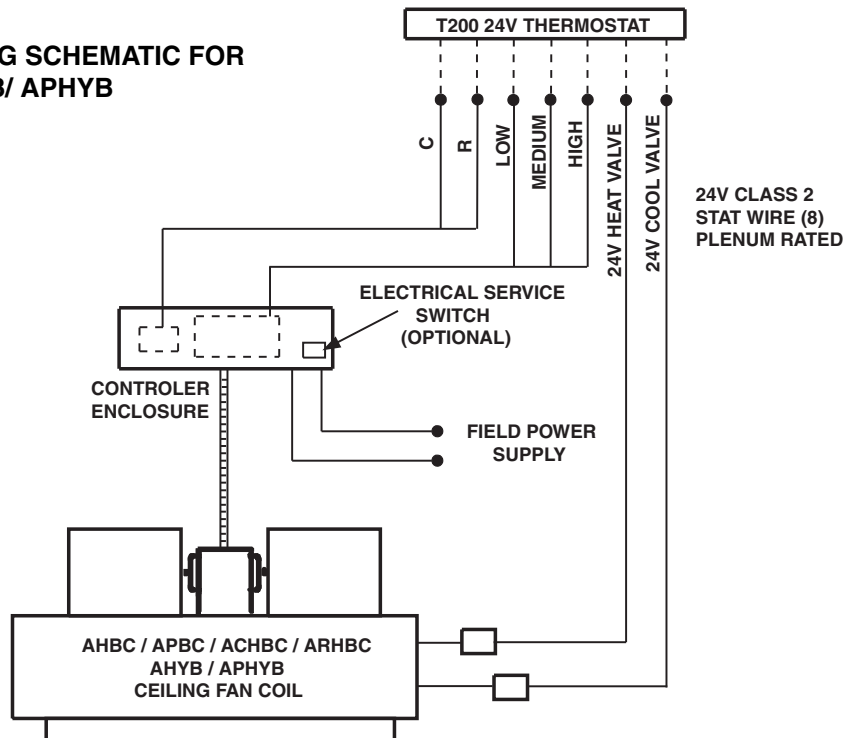 T200 24V THERMOSTAT
G SCHEMATIC FOR
/ APHYB
C
R
LOW
MEDIUM
HIGH
24V HEAT VALVE
24V COOL VALVE
24V CLASS 2
STAT WIRE (8)
PLENUM RATED
ELECTRICAL SERVICE
SWITCH
(OPTIONAL)
CONTROLER
ENCLOSURE
FIELD POWER
SUPPLY
AHBC / APBC / ACHBC / ARHBC
AHYB / APHYB
CEILING FAN COIL